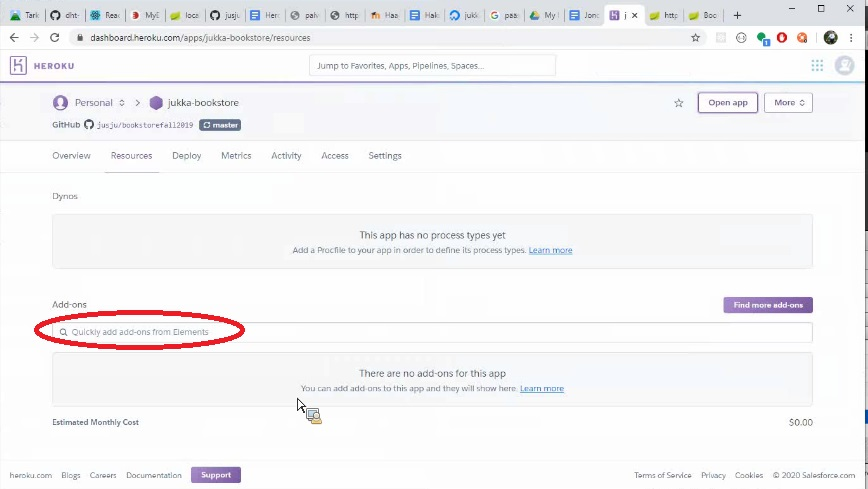 Tark
dht-
Reac
MyD
loca
jusju
Her
palv
http
Haa
Hak
jukk
pää
My
Jono
j
http
Boo
dashboard.heroku.com/apps/jukka-bookstore/resources
HEROKU
Jump to Favorites, Apps, Pipelines, Spaces...
Personal
jukka-bookstore
Open app
More
GitHub
jusju/bookstorefall2019
master
Overview
Resources
Deploy
Metrics
Activity
Access
Settings
Dynos
This app has no process types yet
Add a Procfile to your app in order to define its process types. Learn more
Add-ons
Find more add-ons
Quickly add add-ons from Elements
There are no add-ons for this app
You can add add-ons to this app and they will show here. Learn more
Estimated Monthly Cost
$0.00
heroku.com
Blogs
Careers
Documentation
Support
Terms of Service
Privacy
Cookies
© 2020 Salesforce.com